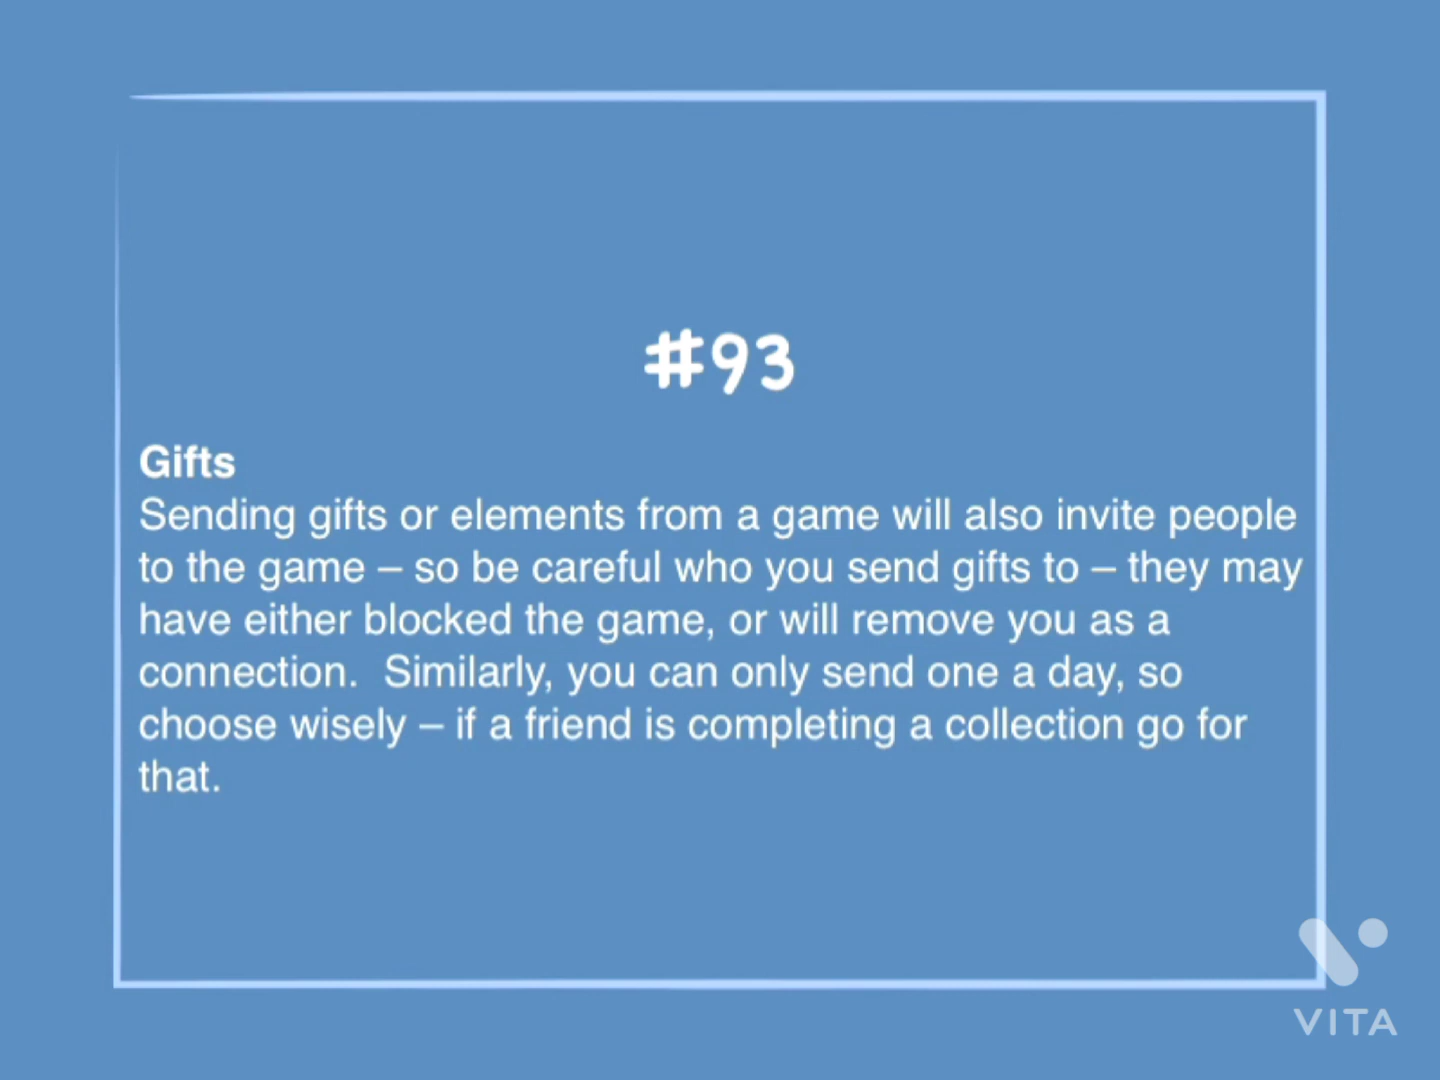 #93
Gifts
Sending gifts or elements from a game will also invite people
to the game – so be careful who you send gifts to – they may
have either blocked the game, or will remove you as a
connection.  Similarly, you can only send one a day, so
choose wisely – if a friend is completing a collection go for
that.
VITA